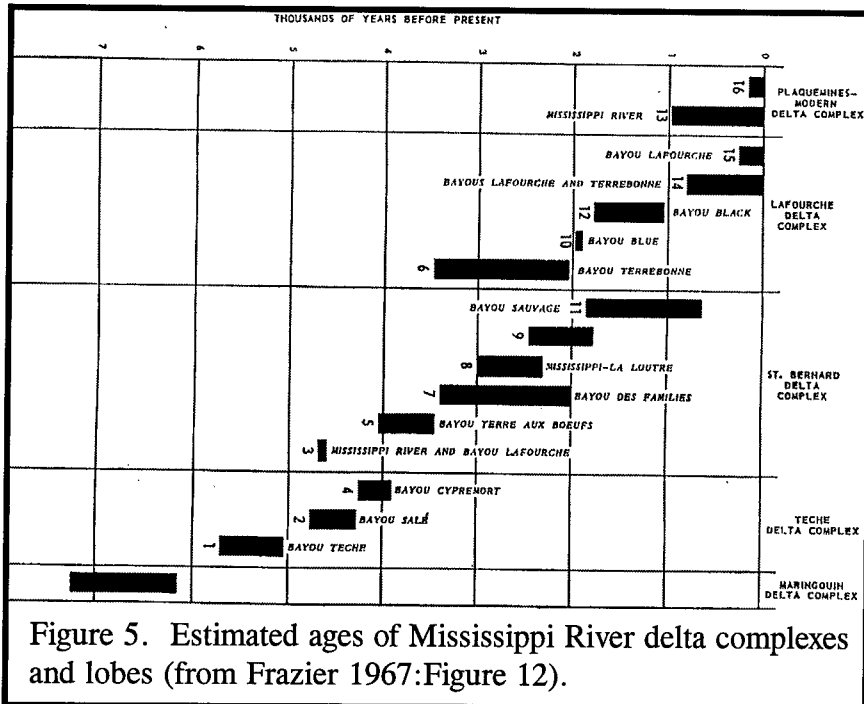 THOUSANDS OF YEARS BEFORE PRESENT
7 6 5 4 3 2 1 0
16
PLAQUEMINES-
MODERN
DELTA COMPLEX
MISSISSIPPI RIVER 13
BAYOU LAFOURCHE 15
BAYOUS LAFOURCHE AND TERREBONNE 14
12 BAYOU BLACK
LAFOURCHE
DELTA
COMPLEX
10 BAYOU BLUE
6 BAYOU TERREBONNE
BAYOU SAUVAGE 11
9
8 MISSISSIPPI-LA LOUTRE
ST. BERNARD
DELTA
COMPLEX
7 BAYOU DES FAMILIES
5 BAYOU TERRE AUX BOEUFS
3 MISSISSIPPI RIVER AND BAYOU LAFOURCHE
4 BAYOU CYPREMORT
2 BAYOU SALÉ
TECHE
DELTA COMPLEX
1 BAYOU TECHE
MARINGOUIN
DELTA COMPLEX
Figure 5. Estimated ages of Mississippi River delta complexes
and lobes (from Frazier 1967:Figure 12).